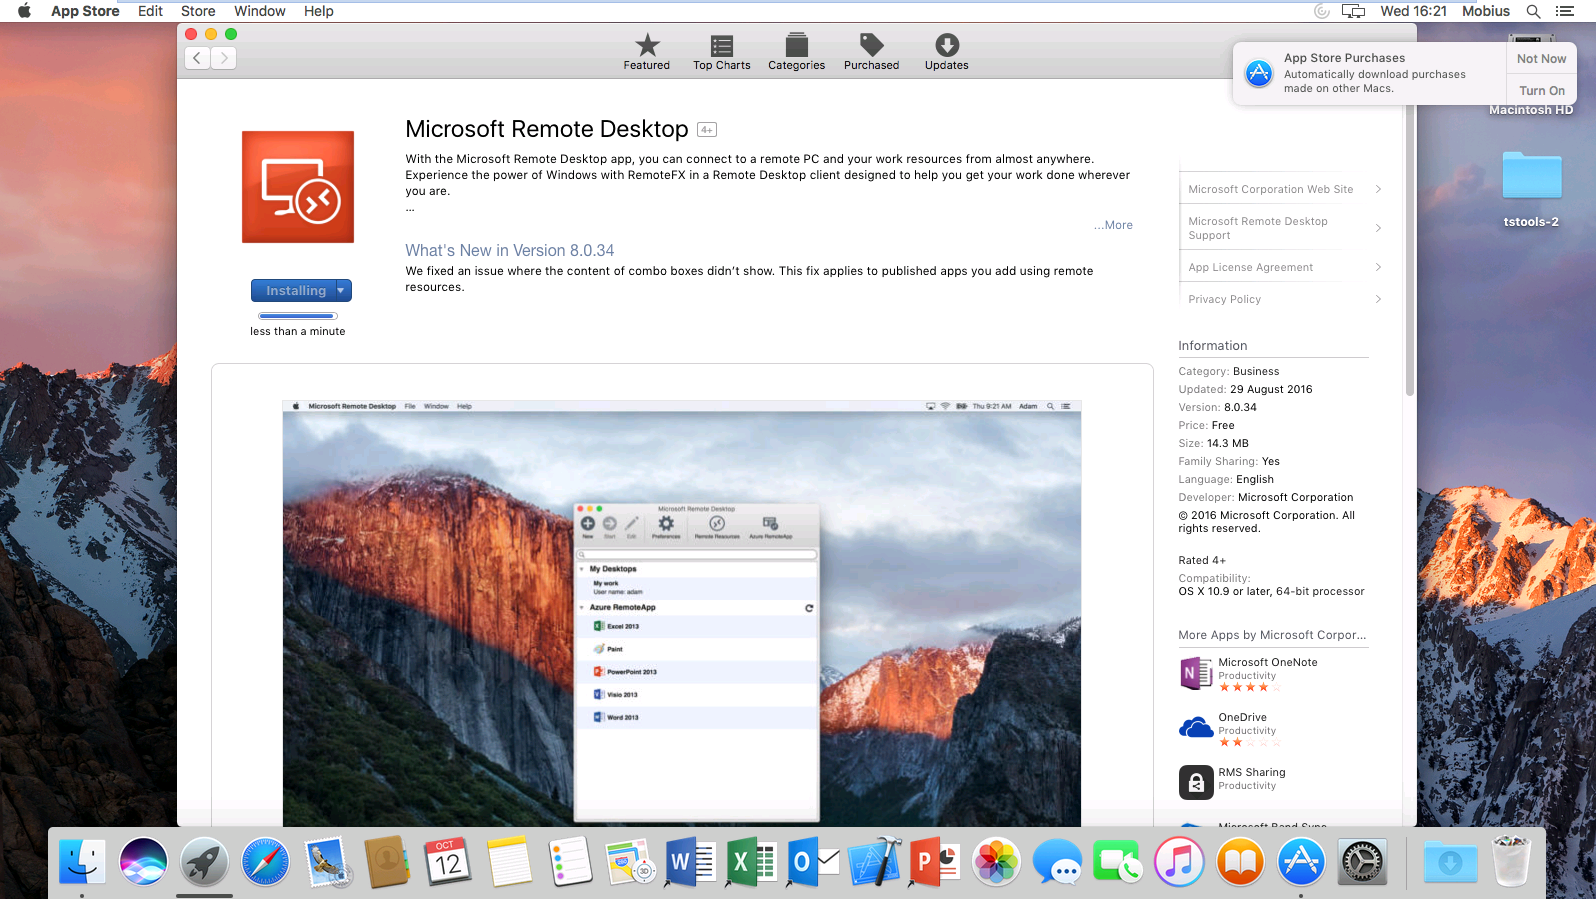 App Store Edit Store Window Help
Wed 16:21 Mobius
Featured Top Charts Categories Purchased Updates
App Store Purchases
Automatically download purchases
made on other Macs.
Not Now
Turn On
Macintosh HD
tstools-2
Microsoft Remote Desktop 4+
With the Microsoft Remote Desktop app, you can connect to a remote PC and your work resources from almost anywhere.
Experience the power of Windows with RemoteFX in a Remote Desktop client designed to help you get your work done wherever
you are.
...
...More
What's New in Version 8.0.34
We fixed an issue where the content of combo boxes didn’t show. This fix applies to published apps you add using remote
resources.
Installing
less than a minute
Microsoft Corporation Web Site
Microsoft Remote Desktop
Support
App License Agreement
Privacy Policy
Information
Category: Business
Updated: 29 August 2016
Version: 8.0.34
Price: Free
Size: 14.3 MB
Family Sharing: Yes
Language: English
Developer: Microsoft Corporation
© 2016 Microsoft Corporation. All
rights reserved.
Rated 4+
Compatibility:
OS X 10.9 or later, 64-bit processor
More Apps by Microsoft Corpor...
Microsoft OneNote
Productivity
OneDrive
Productivity
RMS Sharing
Productivity
Microsoft Band Sync
Microsoft Remote Desktop File Window Help
Thu 9:21 AM Adam
Microsoft Remote Desktop
New Start Edit Preferences Remote Resources Azure RemoteApp
My Desktops
My work
User name: adam
Azure RemoteApp
Excel 2013
Paint
PowerPoint 2013
Visio 2013
Word 2013
OCT
12
3D